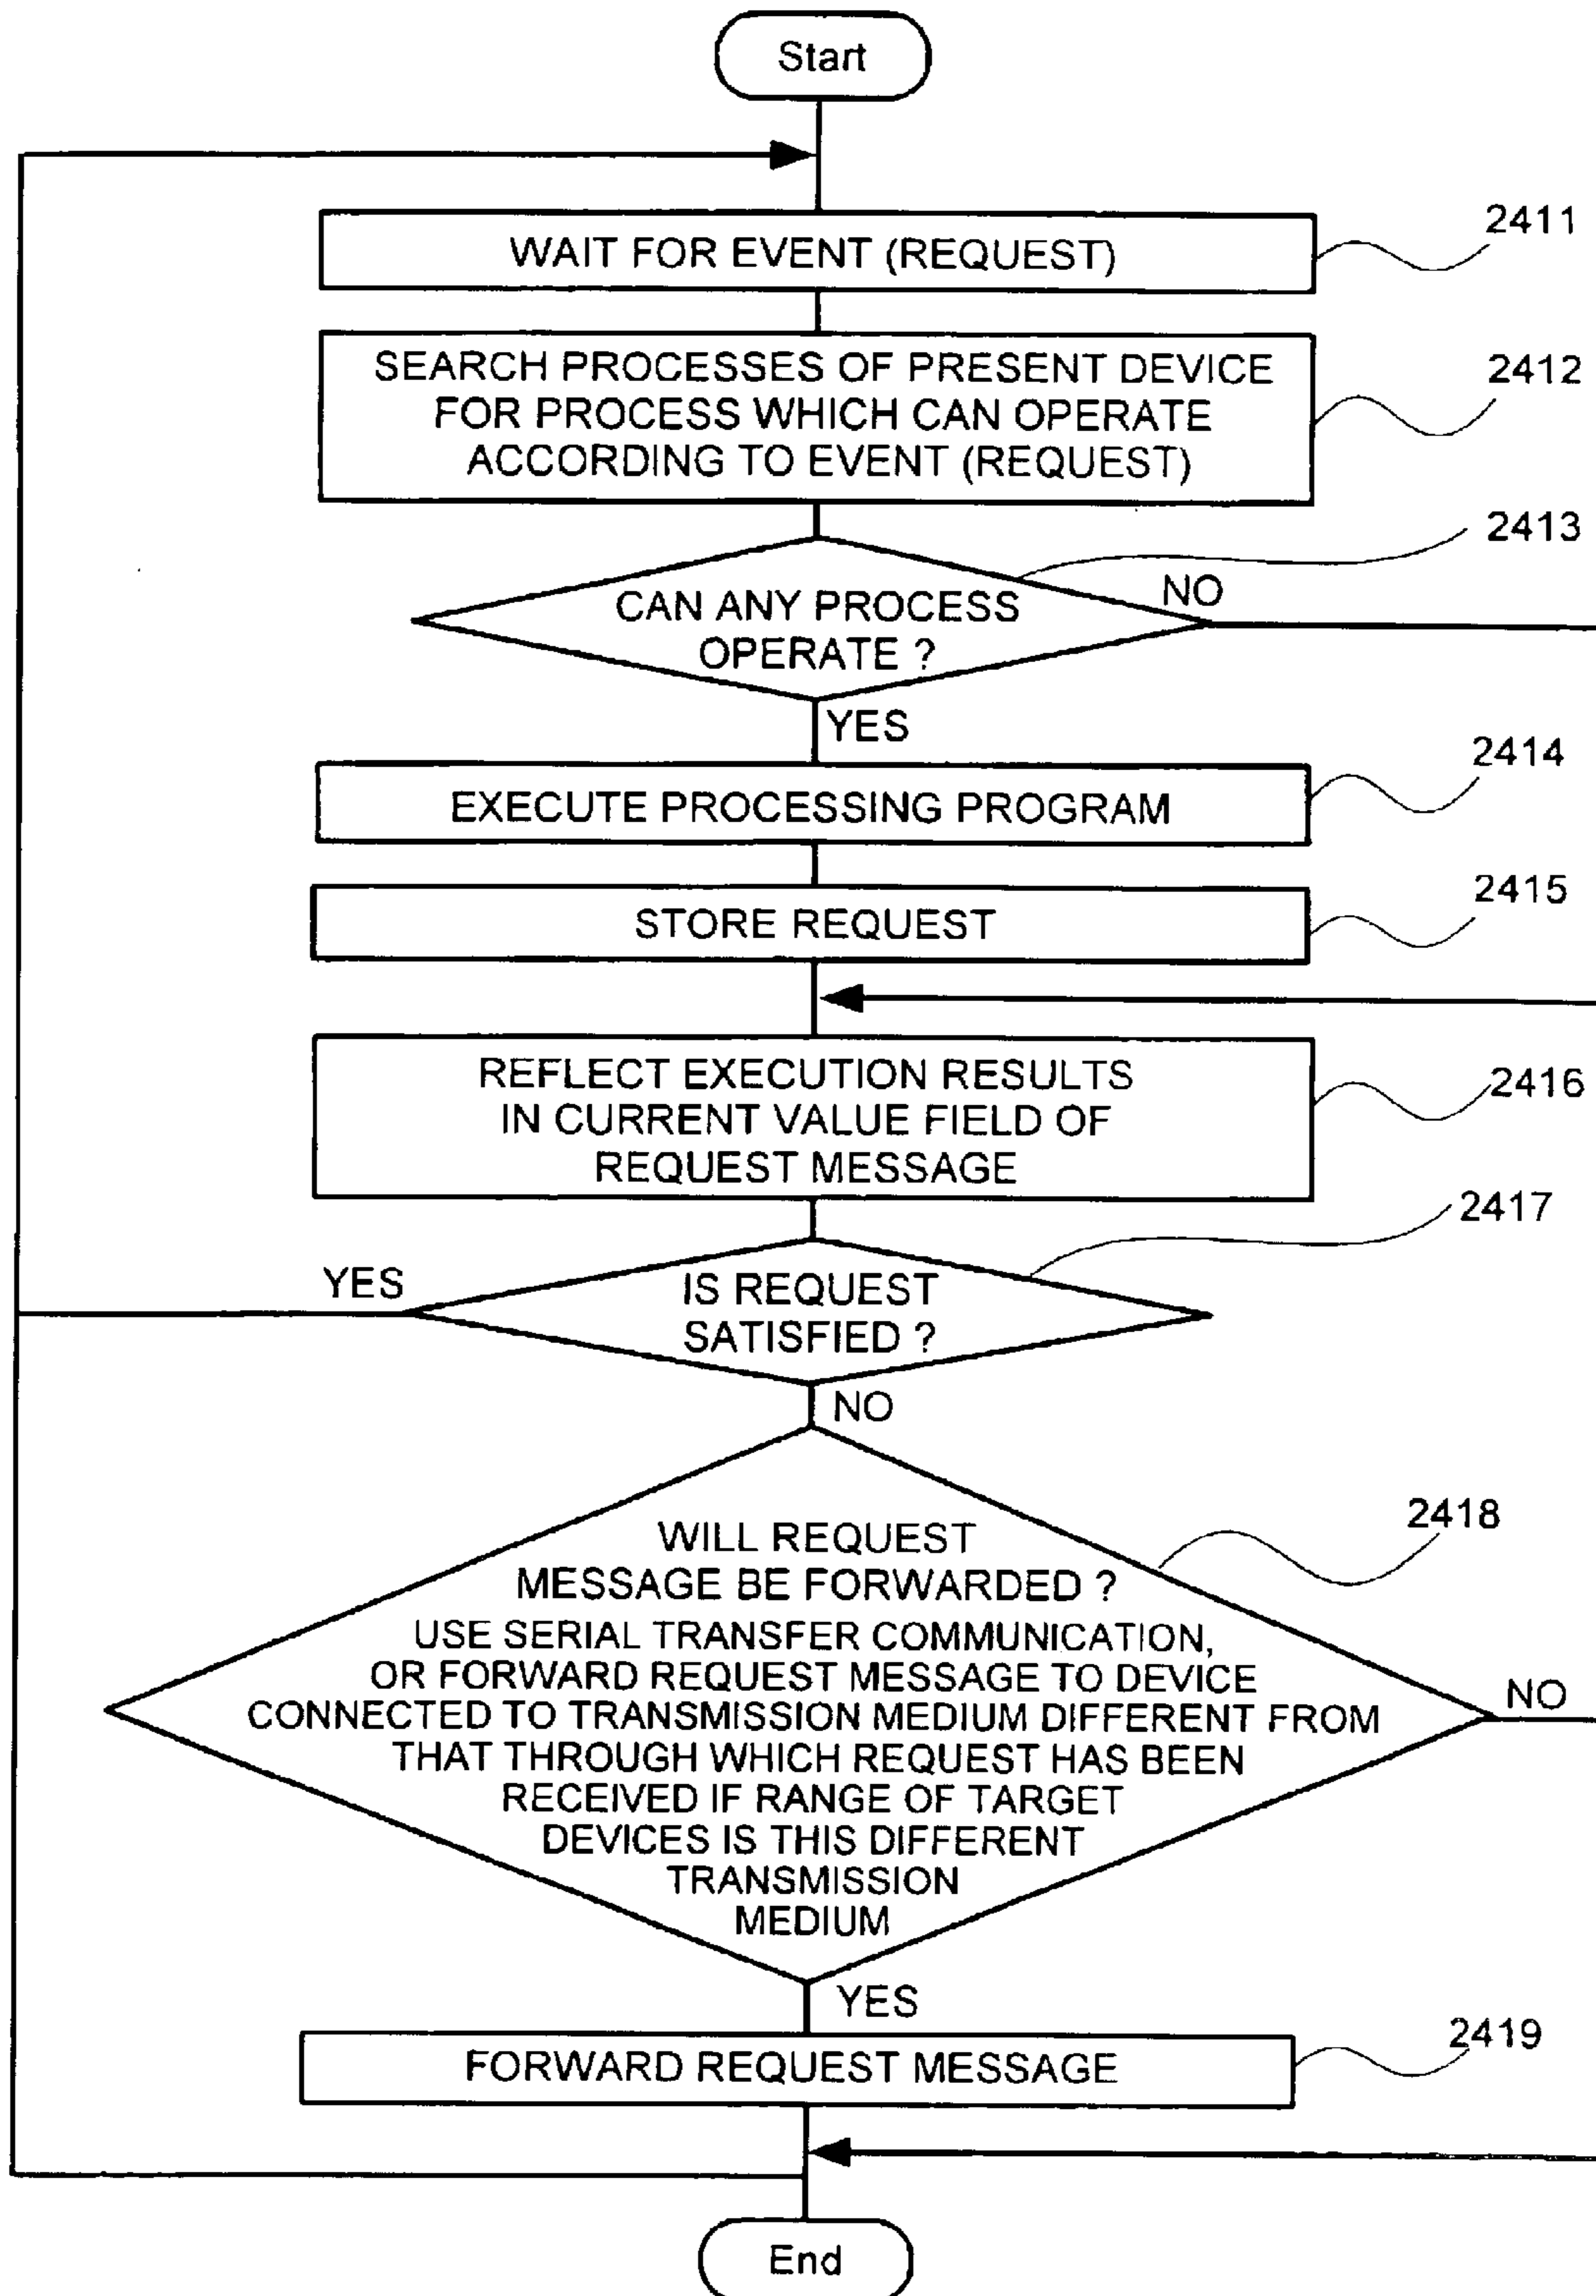 Start
WAIT FOR EVENT (REQUEST)
2411
SEARCH PROCESSES OF PRESENT DEVICE
FOR PROCESS WHICH CAN OPERATE
ACCORDING TO EVENT (REQUEST)
2412
2413
CAN ANY PROCESS
OPERATE ?
NO
YES
EXECUTE PROCESSING PROGRAM
2414
STORE REQUEST
2415
REFLECT EXECUTION RESULTS
IN CURRENT VALUE FIELD OF
REQUEST MESSAGE
2416
2417
IS REQUEST
SATISFIED ?
YES
NO
2418
WILL REQUEST
MESSAGE BE FORWARDED ?
USE SERIAL TRANSFER COMMUNICATION,
OR FORWARD REQUEST MESSAGE TO DEVICE
CONNECTED TO TRANSMISSION MEDIUM DIFFERENT FROM
THAT THROUGH WHICH REQUEST HAS BEEN
RECEIVED IF RANGE OF TARGET
DEVICES IS THIS DIFFERENT
TRANSMISSION
MEDIUM
NO
YES
FORWARD REQUEST MESSAGE
2419
End